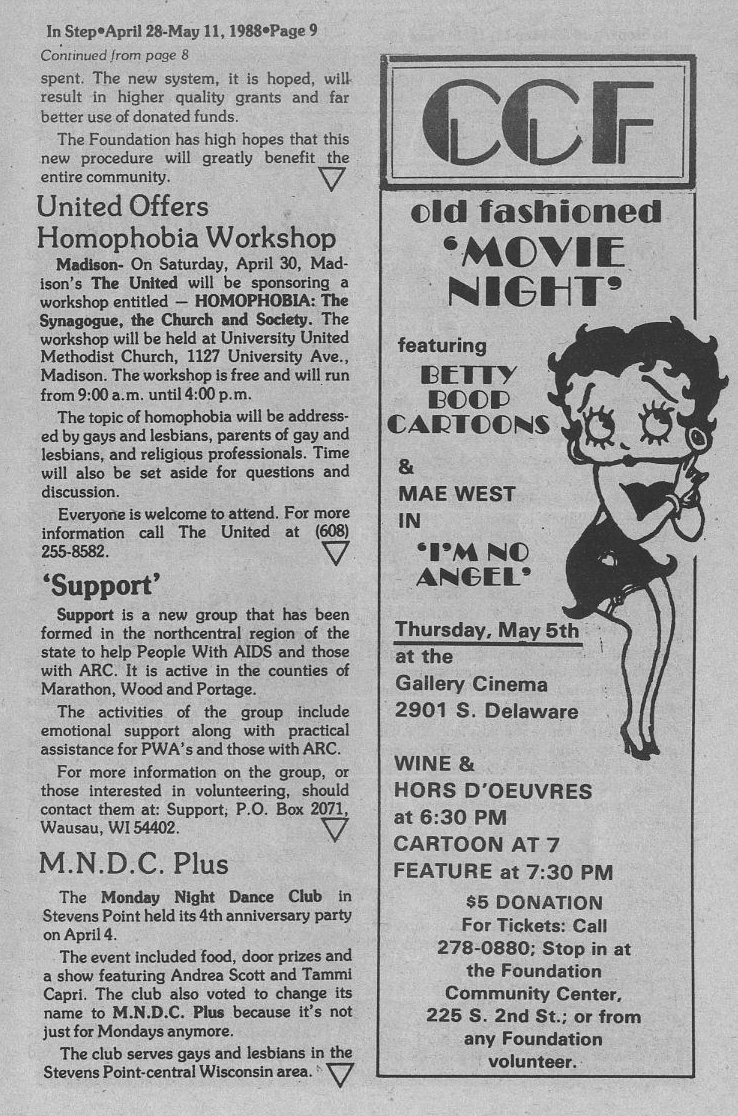 In Step•April 28-May 11, 1988•Page 9
Continued from page 8
spent. The new system, it is hoped, will
result in higher quality grants and far
better use of donated funds.
The Foundation has high hopes that this
new procedure will greatly benefit the
entire community.
United Offers
Homophobia Workshop
Madison- On Saturday, April 30, Mad-
ison's The United will be sponsoring a
workshop entitled — HOMOPHOBIA: The
Synagogue, the Church and Society. The
workshop will be held at University United
Methodist Church, 1127 University Ave.,
Madison. The workshop is free and will run
from 9:00 a.m. until 4:00 p.m.
The topic of homophobia will be address-
ed by gays and lesbians, parents of gay and
lesbians, and religious professionals. Time
will also be set aside for questions and
discussion.
Everyone is welcome to attend. For more
information call The United at (608)
255-8582.
'Support'
Support is a new group that has been
formed in the northcentral region of the
state to help People With AIDS and those
with ARC. It is active in the counties of
Marathon, Wood and Portage.
The activities of the group include
emotional support along with practical
assistance for PWA's and those with ARC.
For more information on the group, or
those interested in volunteering, should
contact them at: Support, P.O. Box 2071,
Wausau, WI 54402.
M.N.D.C. Plus
The Monday Night Dance Club in
Stevens Point held its 4th anniversary party
on April 4.
The event included food, door prizes and
a show featuring Andrea Scott and Tammi
Capri. The club also voted to change its
name to M.N.D.C. Plus because it's not
just for Mondays anymore.
The club serves gays and lesbians in the
Stevens Point-central Wisconsin area.
CCF
old fashioned
'MOVIE
NIGHT'
featuring
BETTY
BOOP
CARTOONS
&
MAE WEST
IN
'I'M NO
ANGEL'
Thursday, May 5th
at the
Gallery Cinema
2901 S. Delaware
WINE &
HORS D'OEUVRES
at 6:30 PM
CARTOON AT 7
FEATURE at 7:30 PM
$5 DONATION
For Tickets: Call
278-0880; Stop in at
the Foundation
Community Center,
225 S. 2nd St.; or from
any Foundation
volunteer.